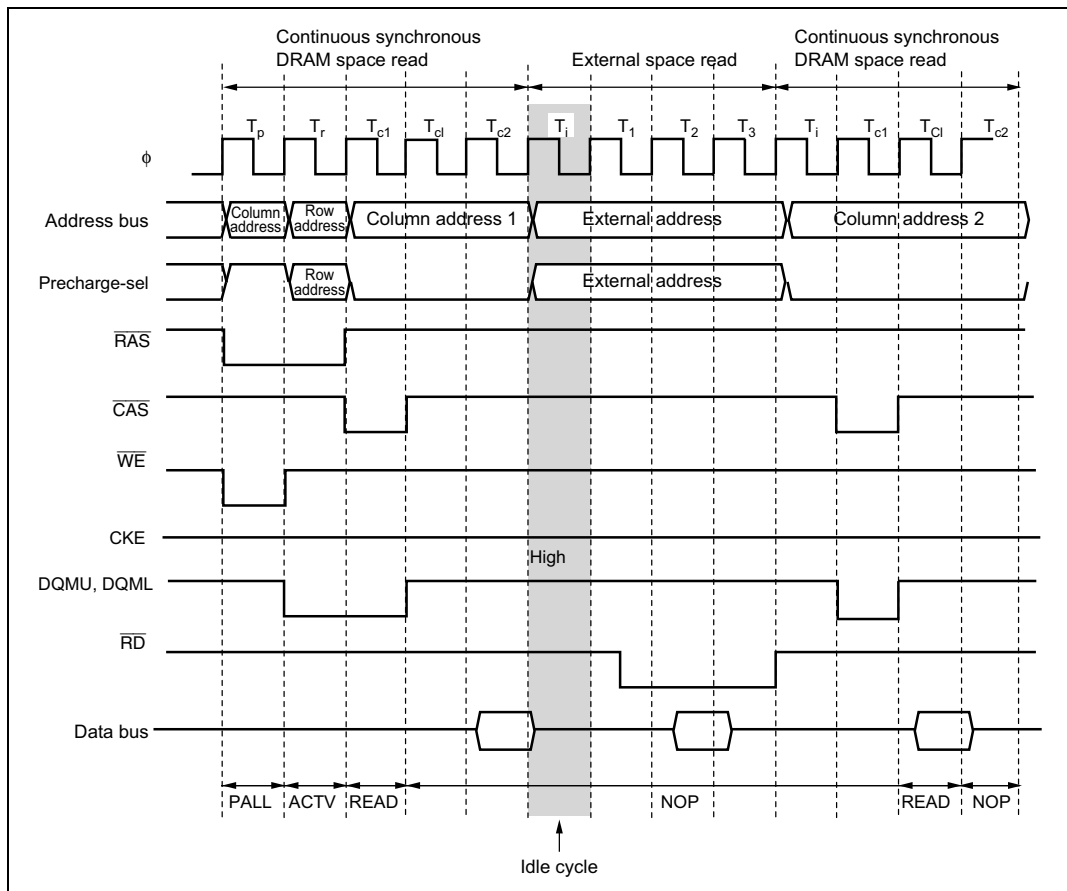 Continuous synchronous
DRAM space read
External space read
Continuous synchronous
DRAM space read
Tp Tr Tc1 Tcl Tc2 Ti T1 T2 T3 Ti Tc1 TCl Tc2
ϕ
Address bus
Column address
Row address
Column address 1
External address
Column address 2
Precharge-sel
Row address
External address
RAS
CAS
WE
CKE
High
DQMU, DQML
RD
Data bus
PALL ACTV READ NOP READ NOP
Idle cycle